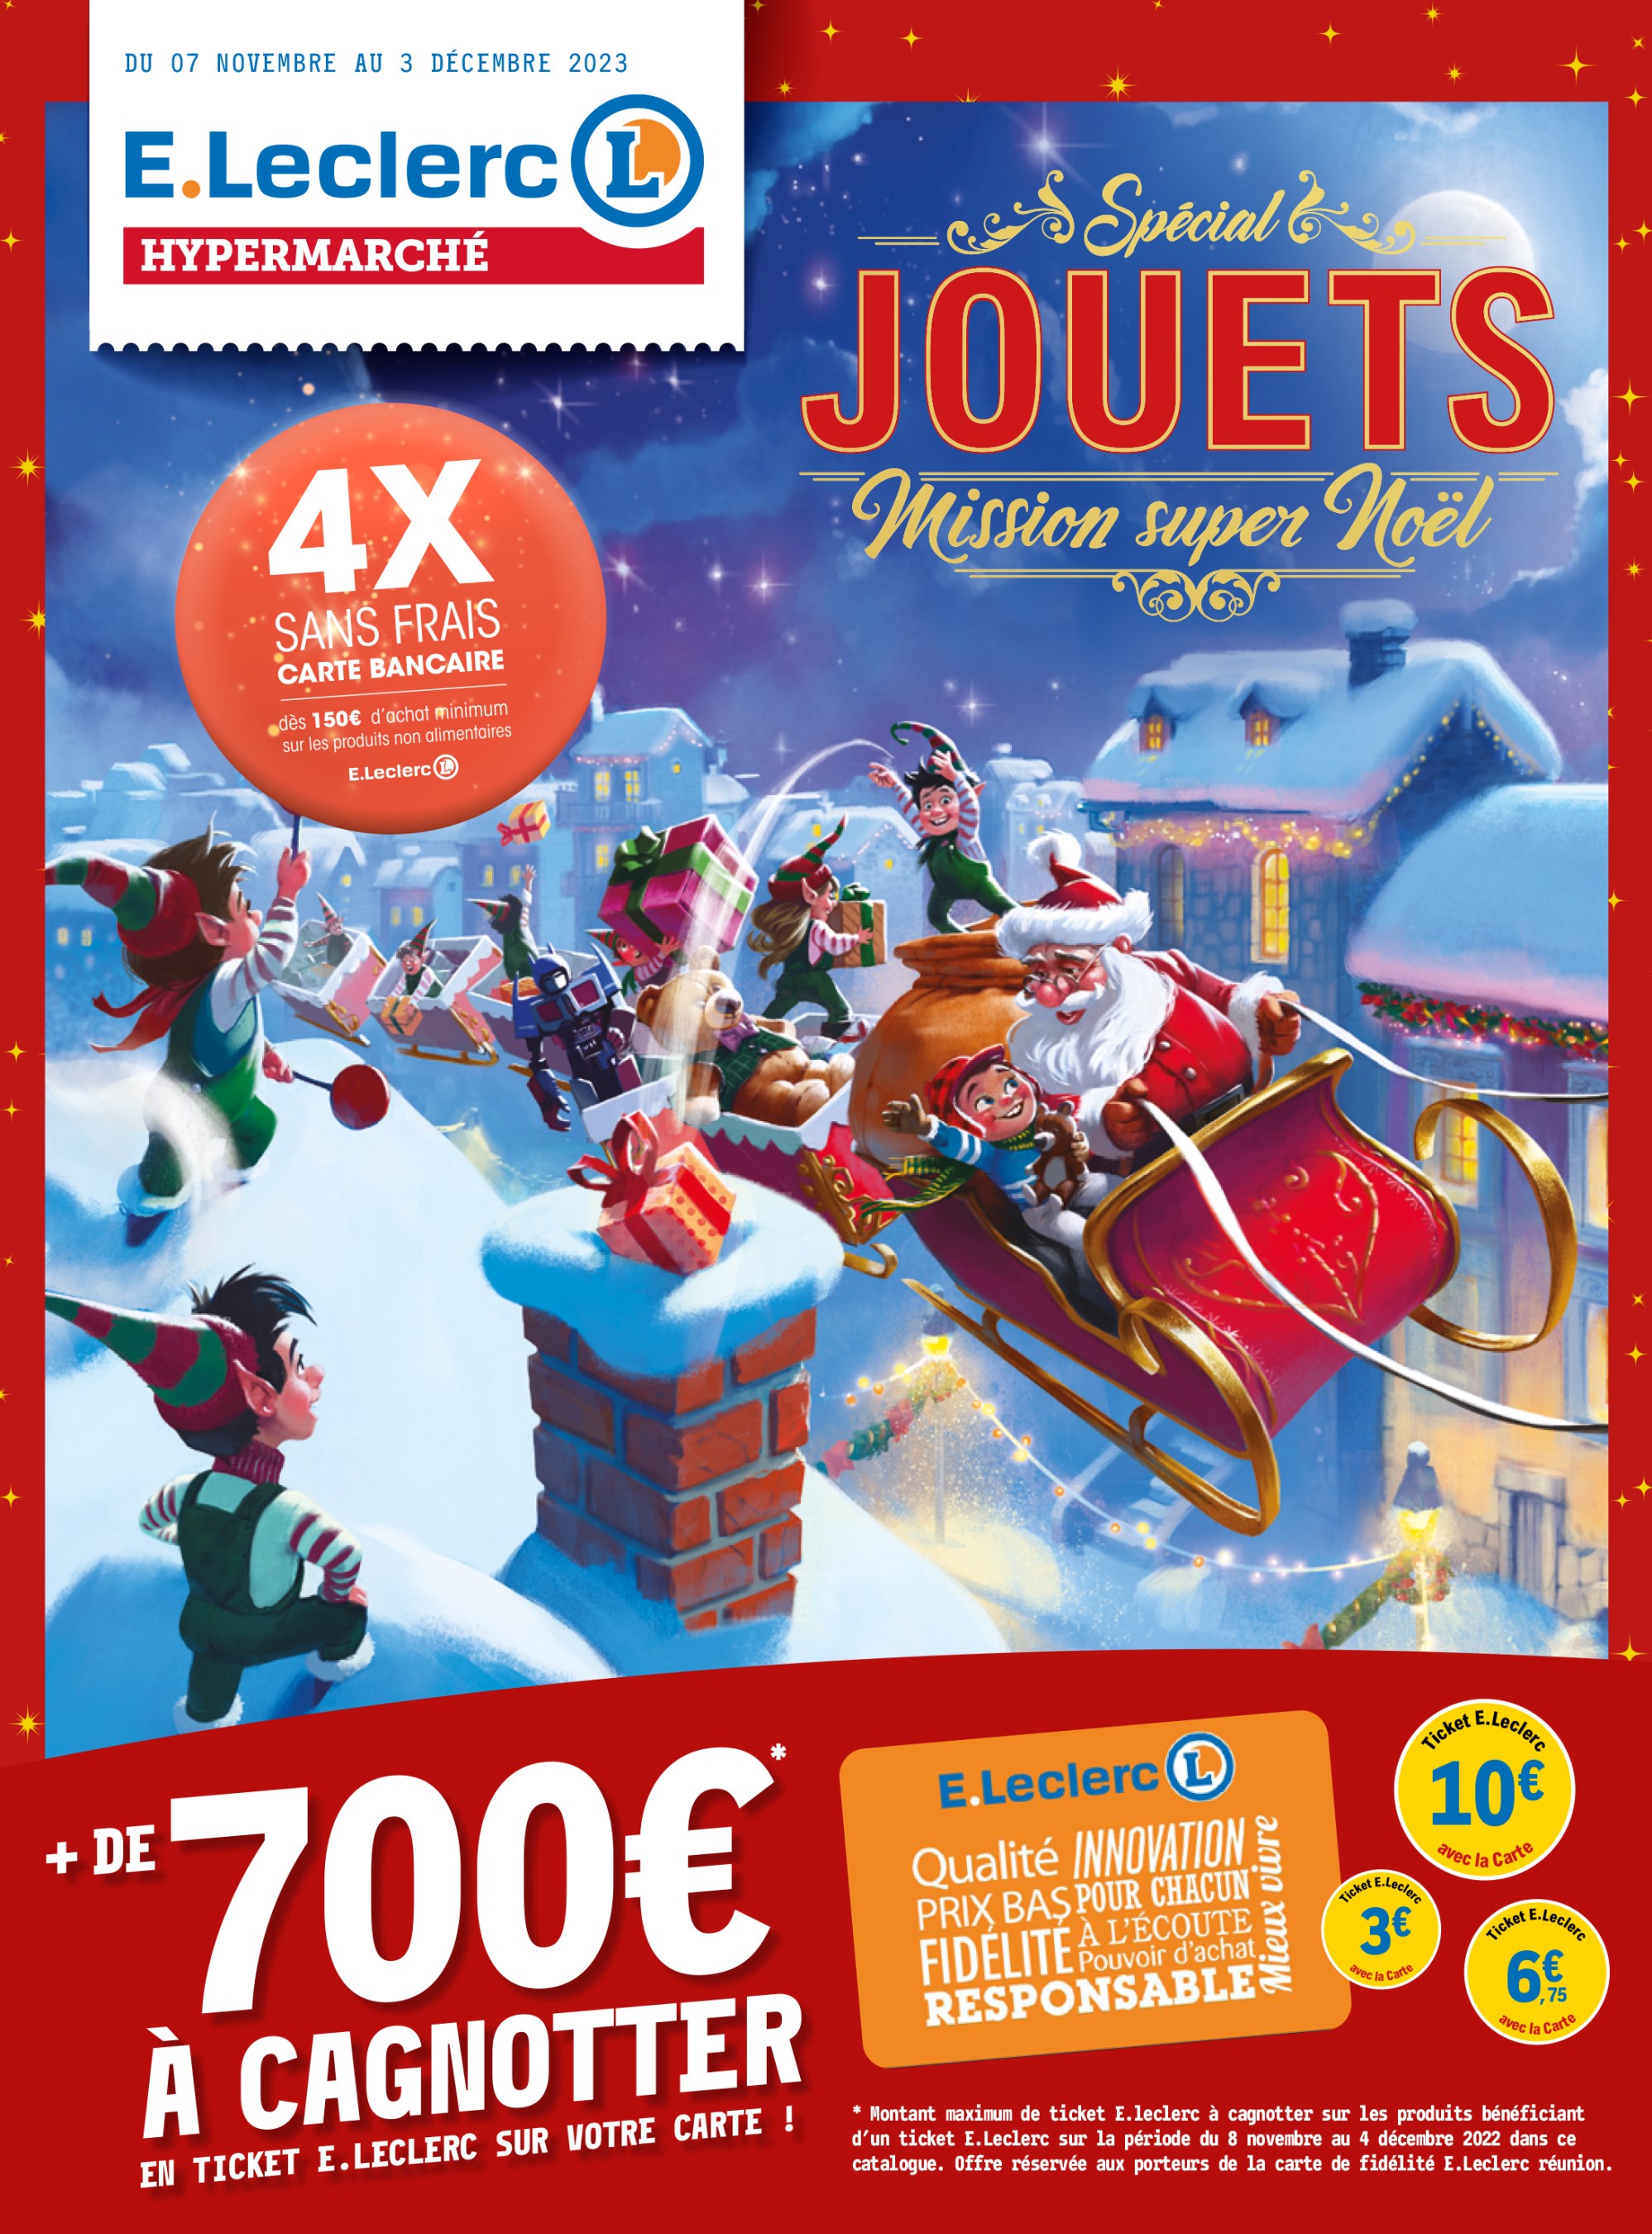 DU 07 NOVEMBRE AU 3 DÉCEMBRE 2023
E.Leclerc L
HYPERMARCHÉ
Spécial
JOUETS
Mission super Noël
4X
SANS FRAIS
CARTE BANCAIRE
dès 150€ d'achat minimum
sur les produits non alimentaires
E.Leclerc L
+ DE 700€*
À CAGNOTTER
EN TICKET E.LECLERC SUR VOTRE CARTE !
E.Leclerc L
Qualité INNOVATION
PRIX BAS POUR CHACUN
FIDÉLITÉ À L'ÉCOUTE
Pouvoir d'achat
RESPONSABLE
Mieux vivre
Ticket E.Leclerc
10€
avec la Carte
Ticket E.Leclerc
3€
avec la Carte
Ticket E.Leclerc
6€,75
avec la Carte
* Montant maximum de ticket E.leclerc à cagnotter sur les produits bénéficiant
d'un ticket E.Leclerc sur la période du 8 novembre au 4 décembre 2022 dans ce
catalogue. Offre réservée aux porteurs de la carte de fidélité E.Leclerc réunion.